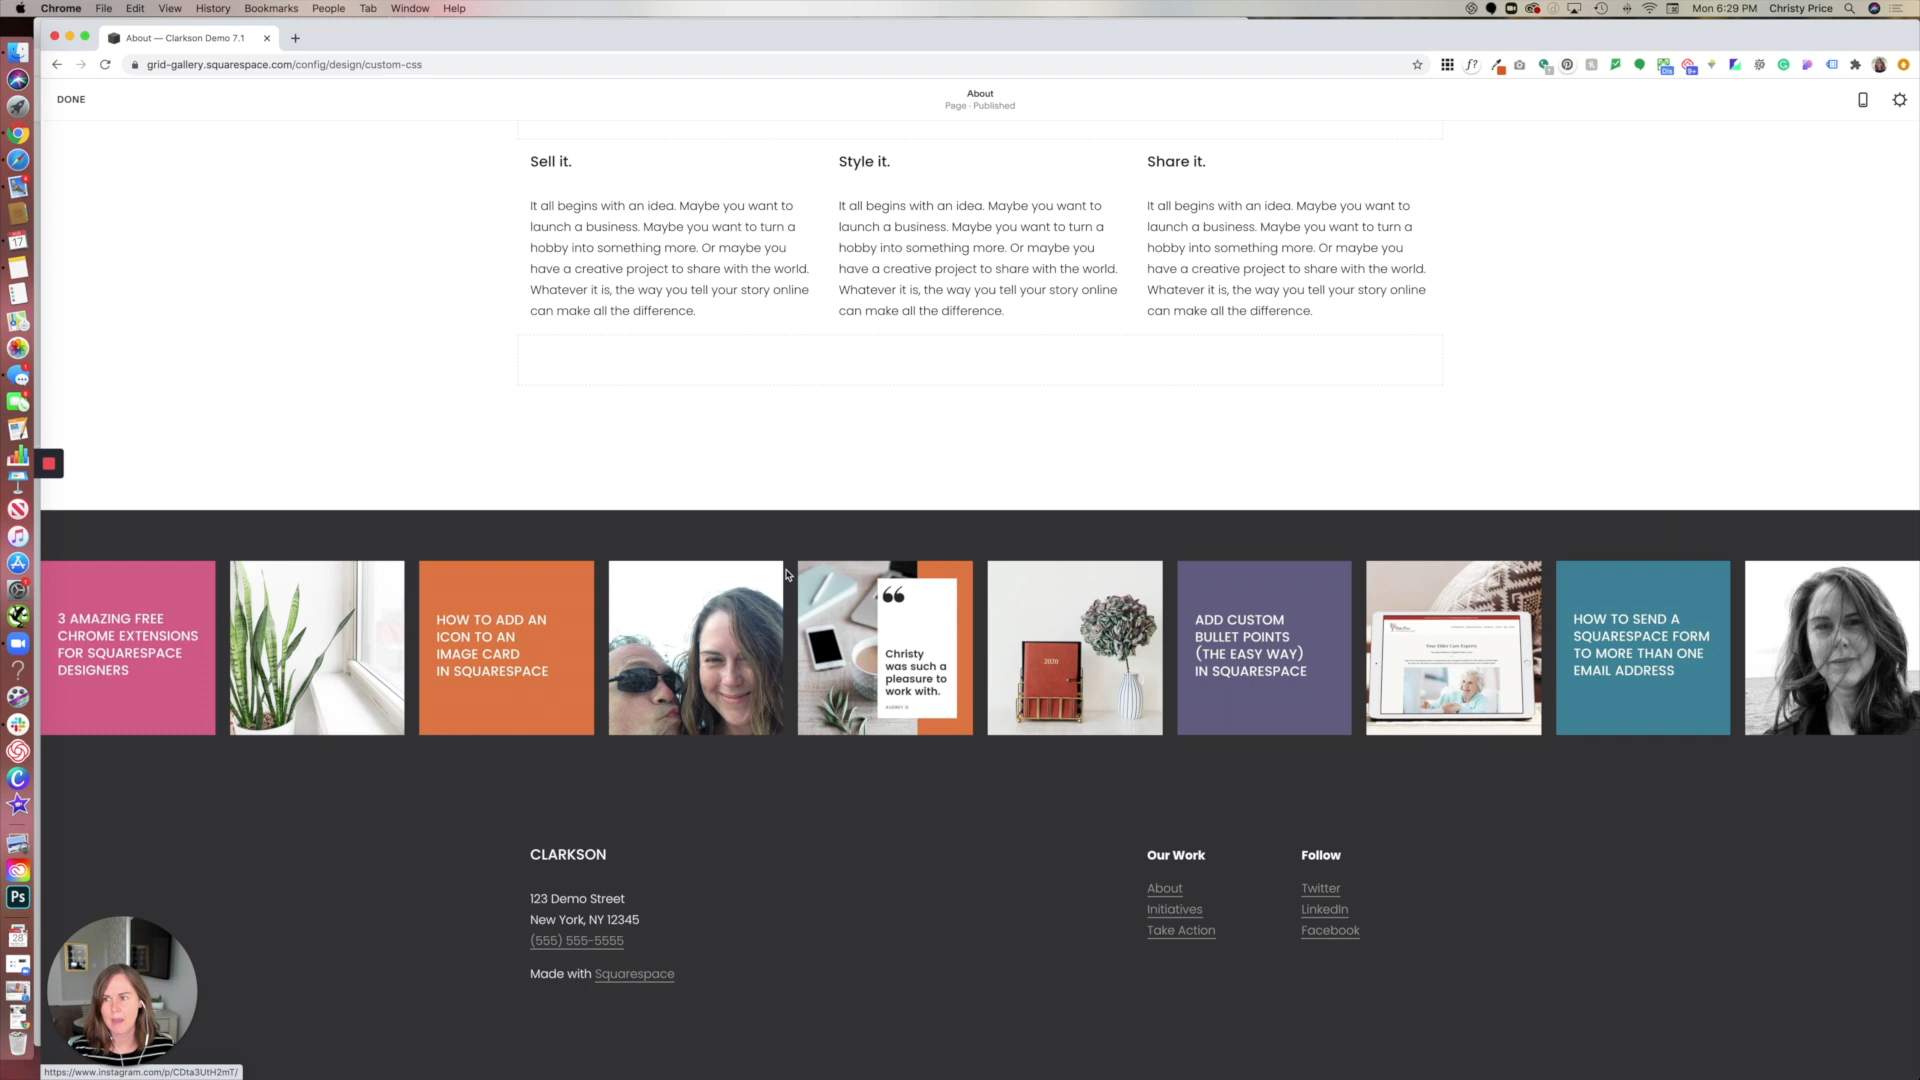 Chrome File Edit View History Bookmarks People Tab Window Help
Mon 6:29 PM Christy Price
About — Clarkson Demo 7.1
grid-gallery.squarespace.com/config/design/custom-css
DONE
About
Page · Published
Sell it.
It all begins with an idea. Maybe you want to
launch a business. Maybe you want to turn a
hobby into something more. Or maybe you
have a creative project to share with the world.
Whatever it is, the way you tell your story online
can make all the difference.
Style it.
It all begins with an idea. Maybe you want to
launch a business. Maybe you want to turn a
hobby into something more. Or maybe you
have a creative project to share with the world.
Whatever it is, the way you tell your story online
can make all the difference.
Share it.
It all begins with an idea. Maybe you want to
launch a business. Maybe you want to turn a
hobby into something more. Or maybe you
have a creative project to share with the world.
Whatever it is, the way you tell your story online
can make all the difference.
3 AMAZING FREE
CHROME EXTENSIONS
FOR SQUARESPACE
DESIGNERS
HOW TO ADD AN
ICON TO AN
IMAGE CARD
IN SQUARESPACE
Christy
was such a
pleasure to
work with.
AUDREY G
2020
ADD CUSTOM
BULLET POINTS
(THE EASY WAY)
IN SQUARESPACE
Your Elder Care Experts
HOW TO SEND A
SQUARESPACE FORM
TO MORE THAN ONE
EMAIL ADDRESS
CLARKSON
123 Demo Street
New York, NY 12345
(555) 555-5555
Made with Squarespace
Our Work
About
Initiatives
Take Action
Follow
Twitter
LinkedIn
Facebook
https://www.instagram.com/p/CDta3UtH2mT/
17
Ps
28